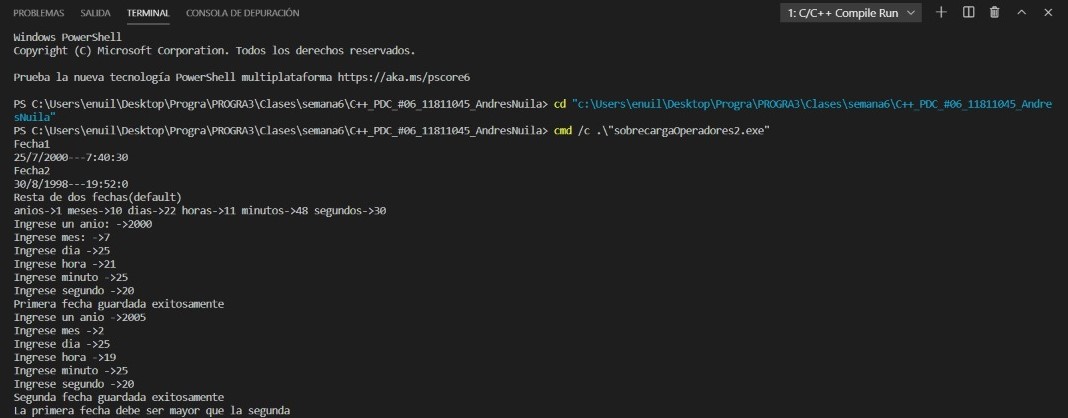 PROBLEMAS SALIDA TERMINAL CONSOLA DE DEPURACIÓN 1: C/C++ Compile Run
Windows PowerShell
Copyright (C) Microsoft Corporation. Todos los derechos reservados.
Prueba la nueva tecnología PowerShell multiplataforma https://aka.ms/pscore6
PS C:\Users\enuil\Desktop\Progra\PROGRA3\Clases\semana6\C++_PDC_#06_11811045_AndresNuila> cd "c:\Users\enuil\Desktop\Progra\PROGRA3\Clases\semana6\C++_PDC_#06_11811045_Andre
sNuila"
PS C:\Users\enuil\Desktop\Progra\PROGRA3\Clases\semana6\C++_PDC_#06_11811045_AndresNuila> cmd /c .\"sobrecargaOperadores2.exe"
Fecha1
25/7/2000---7:40:30
Fecha2
30/8/1998---19:52:0
Resta de dos fechas(default)
anios->1 meses->10 dias->22 horas->11 minutos->48 segundos->30
Ingrese un anio: ->2000
Ingrese mes: ->7
Ingrese dia ->25
Ingrese hora ->21
Ingrese minuto ->25
Ingrese segundo ->20
Primera fecha guardada exitosamente
Ingrese un anio ->2005
Ingrese mes ->2
Ingrese dia ->25
Ingrese hora ->19
Ingrese minuto ->25
Ingrese segundo ->20
Segunda fecha guardada exitosamente
La primera fecha debe ser mayor que la segunda